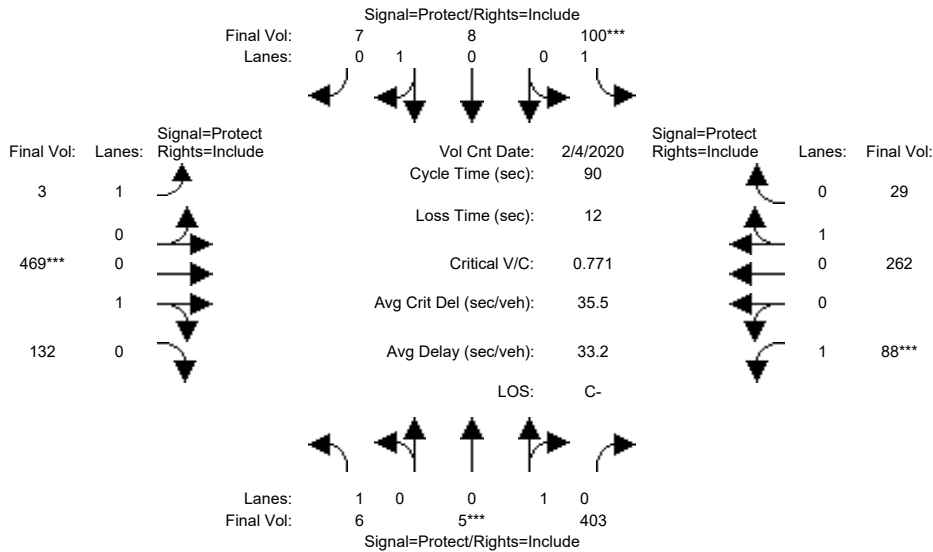 Signal=Protect/Rights=Include
Final Vol: 7 8 100***
Lanes: 0 1 0 0 1
Signal=Protect
Final Vol: Lanes: Rights=Include
Vol Cnt Date: 2/4/2020
Signal=Protect
Rights=Include Lanes: Final Vol:
Cycle Time (sec): 90
3 1
0 29
Loss Time (sec): 12
0
1
469*** 0
Critical V/C: 0.771
0 262
1
Avg Crit Del (sec/veh): 35.5
0
132 0
Avg Delay (sec/veh): 33.2
1 88***
LOS: C-
Lanes: 1 0 0 1 0
Final Vol: 6 5*** 403
Signal=Protect/Rights=Include